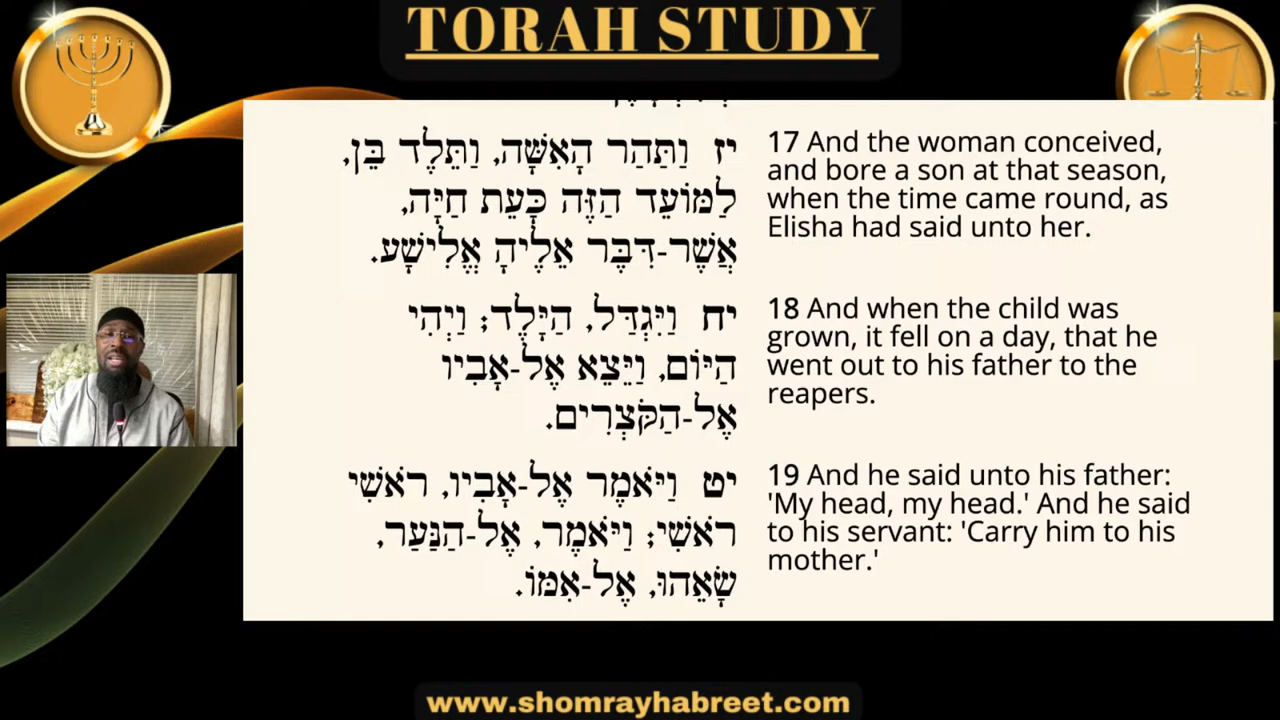 TORAH STUDY
יז וַתַּהַר הָאִשָּׁה, וַתֵּלֶד בֵּן,
לַמּוֹעֵד הַזֶּה כָּעֵת חַיָּה,
אֲשֶׁר-דִּבֶּר אֵלֶיהָ אֱלִישָׁע.
17 And the woman conceived,
and bore a son at that season,
when the time came round, as
Elisha had said unto her.
יח וַיִּגְדַּל, הַיָּלֶד; וַיְהִי
הַיּוֹם, וַיֵּצֵא אֶל-אָבִיו
אֶל-הַקֹּצְרִים.
18 And when the child was
grown, it fell on a day, that he
went out to his father to the
reapers.
יט וַיֹּאמֶר אֶל-אָבִיו, רֹאשִׁי
רֹאשִׁי; וַיֹּאמֶר, אֶל-הַנַּעַר,
שָׂאֵהוּ, אֶל-אִמּוֹ.
19 And he said unto his father:
'My head, my head.' And he said
to his servant: 'Carry him to his
mother.'
www.shomrayhabreet.com